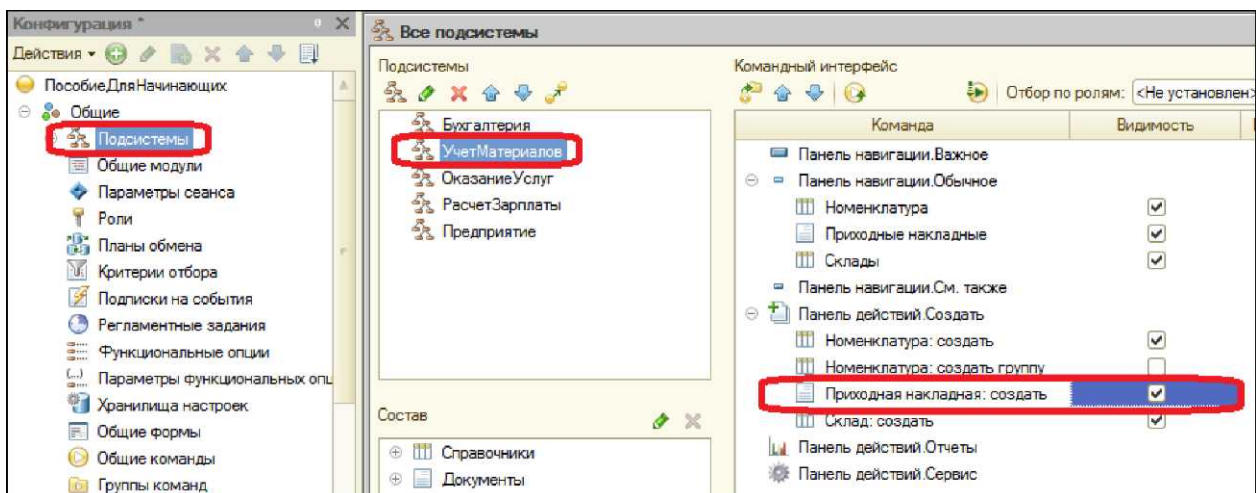 Конфигурация *
Действия
ПособиеДляНачинающих
Общие
Подсистемы
Общие модули
Параметры сеанса
Роли
Планы обмена
Критерии отбора
Подписки на события
Регламентные задания
Функциональные опции
Параметры функциональных опц
Хранилища настроек
Общие формы
Общие команды
Группы команд
Все подсистемы
Подсистемы
Бухгалтерия
УчетМатериалов
ОказаниеУслуг
РасчетЗарплаты
Предприятие
Состав
Справочники
Документы
Командный интерфейс
Отбор по ролям: <Не установлен>
Команда Видимость
Панель навигации.Важное
Панель навигации.Обычное
Номенклатура
Приходные накладные
Склады
Панель навигации.См. также
Панель действий.Создать
Номенклатура: создать
Номенклатура: создать группу
Приходная накладная: создать
Склад: создать
Панель действий.Отчеты
Панель действий.Сервис